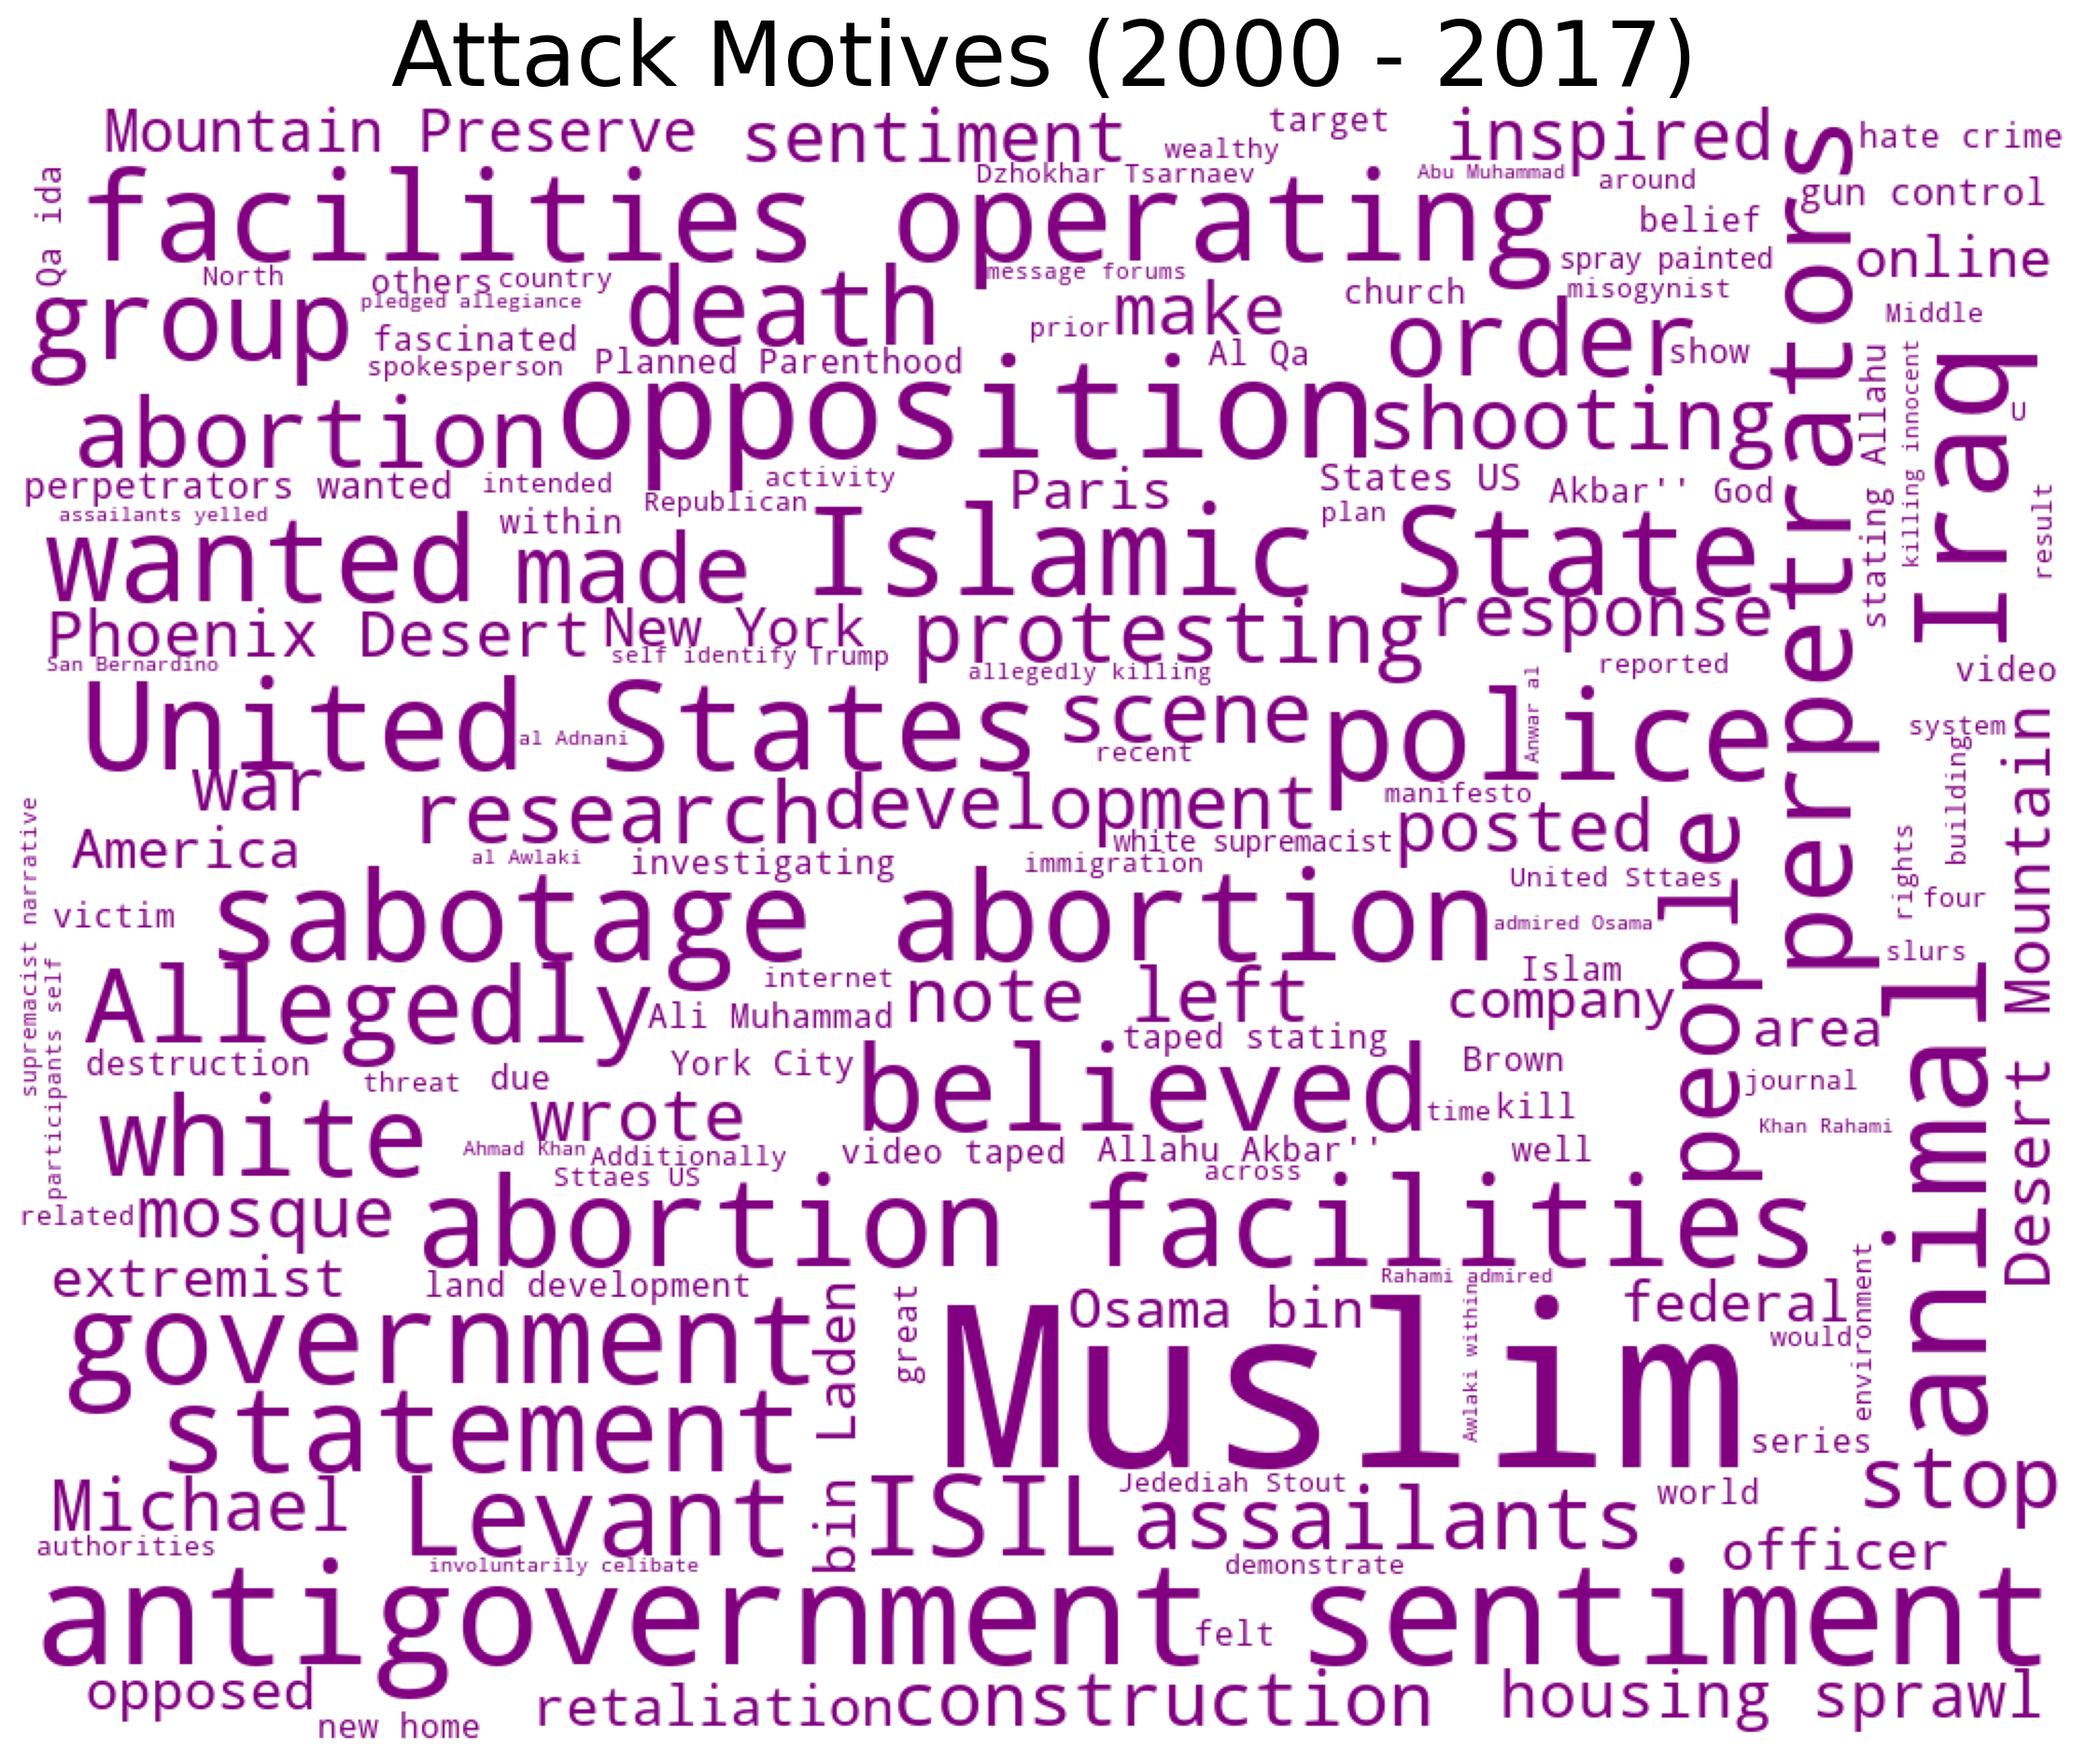 Attack Motives (2000 - 2017)
Mountain Preserve
sentiment
target
wealthy
inspired
hate crime
Qa ida
facilities operating
Dzhokhar Tsarnaev
Abu Muhammad
around
gun control
belief
perpetrators
North
others
country
message forums
spray painted
online
group
pledged allegiance
death
make
church
misogynist
Middle
fascinated
prior
order
show
spokesperson
Planned Parenthood
Al Qa
stating Allahu
killing innocent
Iraq
abortion
opposition
shooting
perpetrators wanted
intended
activity
Republican
Paris
States US
Akbar'' God
result
assailants yelled
within
plan
wanted
made
Islamic State
Phoenix Desert
New York
protesting
response
San Bernardino
self identify
Trump
allegedly killing
reported
video
United States
al Adnani
scene
recent
police
Anwar al
system
building
Desert Mountain
war
research
development
manifesto
posted
people
America
al Awlaki
investigating
white supremacist
immigration
rights
supremacist narrative
victim
sabotage abortion
United Sttaes
admired Osama
four
slurs
participants self
Allegedly
internet
Ali Muhammad
note left
Islam
company
area
animal
destruction
threat
due
York City
taped stating
Brown
journal
white
wrote
believed
time
kill
Khan Rahami
Ahmad Khan
Additionally
video taped
Allahu Akbar''
well
Sttaes US
across
related
mosque
abortion facilities
extremist
land development
Rahami admired
environment
bin Laden
great
Osama bin
federal
would
government
Muslim
Awlaki within
statement
series
stop
Michael
Levant
ISIL
Jedediah Stout
assailants
world
authorities
involuntarily celibate
demonstrate
officer
antigovernment sentiment
felt
opposed
new home
retaliation
construction
housing sprawl